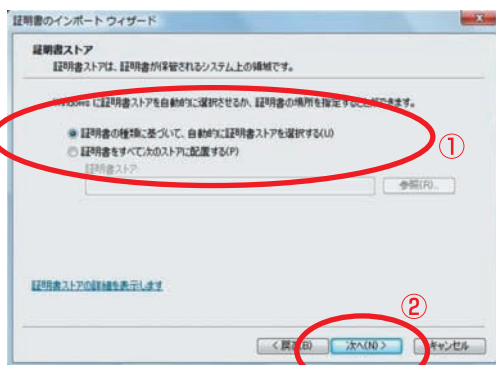 証明書のインポート ウィザード
証明書ストア
証明書ストアは、証明書が保管されるシステム上の領域です。
Windows に証明書ストアを自動的に選択させるか、証明書の場所を指定することができます。
証明書の種類に基づいて、自動的に証明書ストアを選択する(U)
①
証明書をすべて次のストアに配置する(P)
証明書ストア:
参照(R)...
証明書ストアの詳細を表示します
②
< 戻る(B)
次へ(N) >
キャンセル